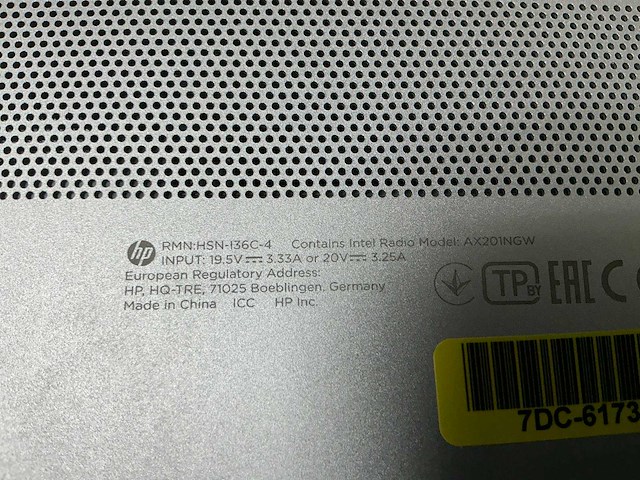 hp RMN:HSN-I36C-4 Contains Intel Radio Model: AX201NGW
INPUT: 19.5V⎓ 3.33A or 20V⎓ 3.25A
European Regulatory Address:
HP, HQ-TRE, 71025 Boeblingen, Germany
Made in China ICC HP Inc.
TP BY EAC
7DC-6173